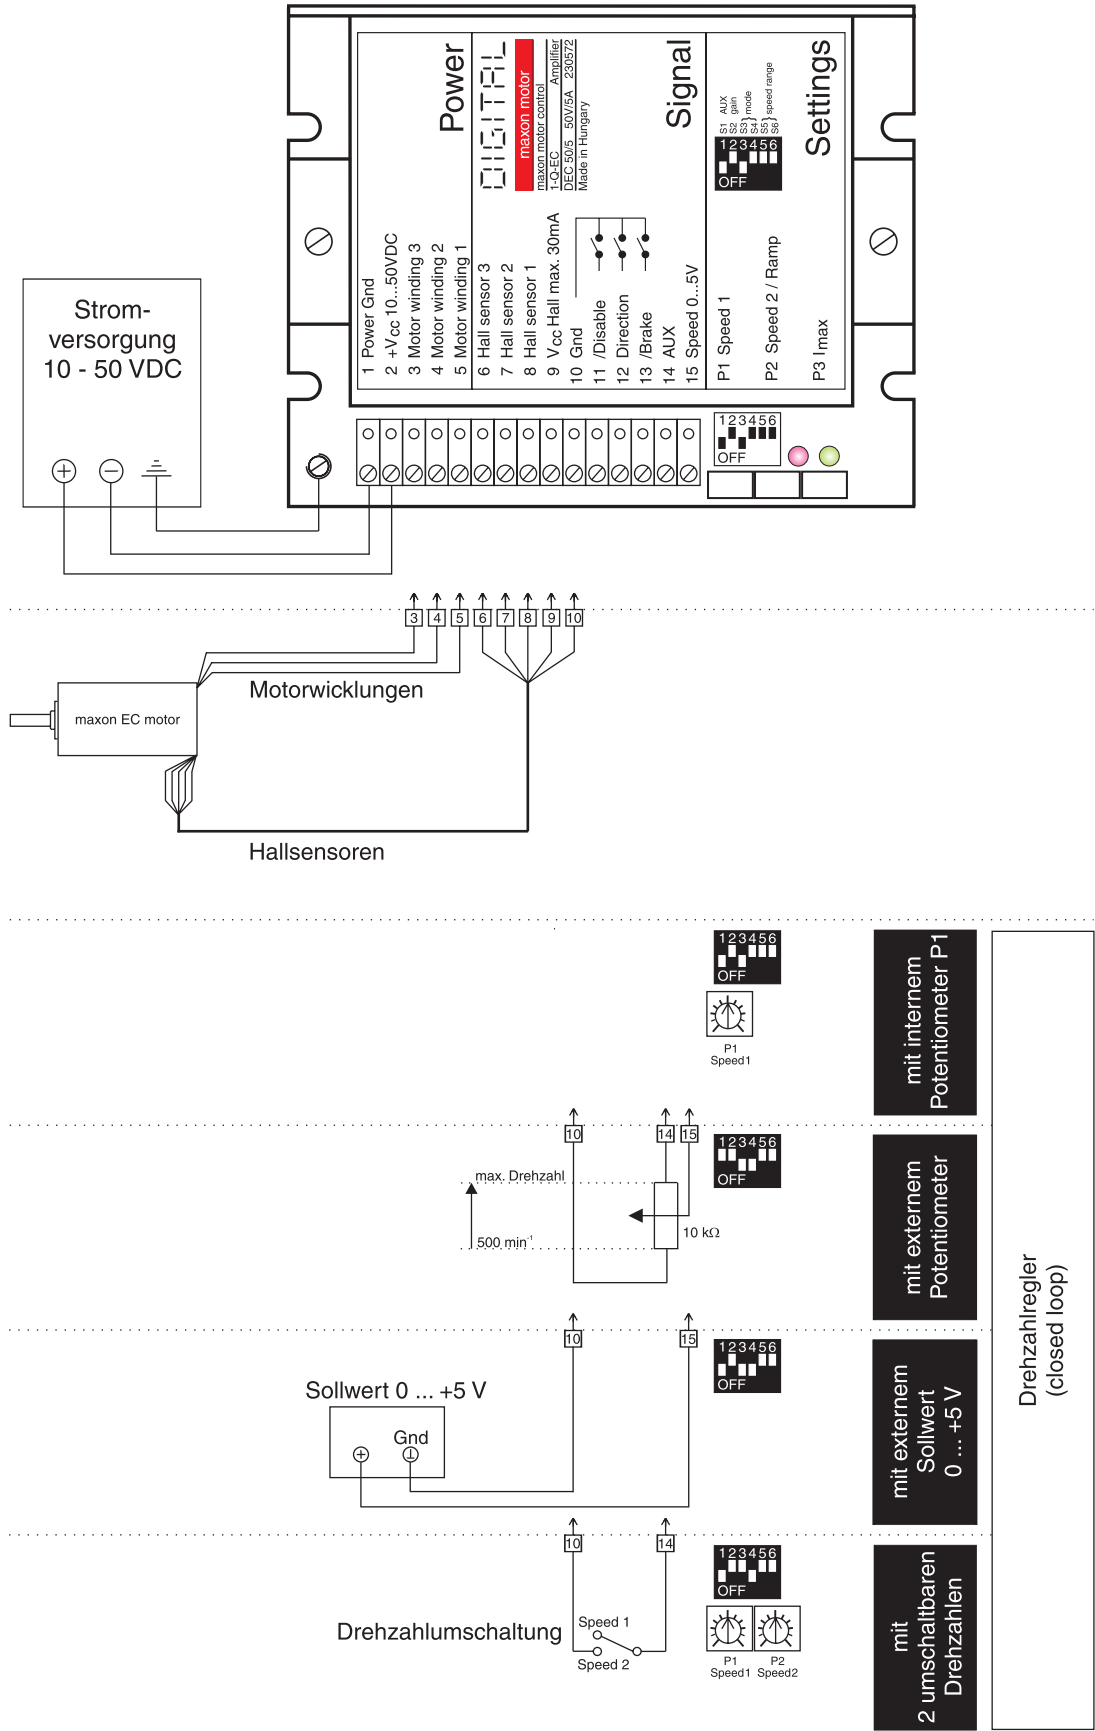 Power
1 Power Gnd
2 +Vcc 10...50VDC
3 Motor winding 3
4 Motor winding 2
5 Motor winding 1
DIGITAL
maxon motor
maxon motor control
1-Q-EC Amplifier
DEC 50/5 50V/5A 230572
Made in Hungary
Signal
6 Hall sensor 3
7 Hall sensor 2
8 Hall sensor 1
9 Vcc Hall max. 30mA
10 Gnd
11 /Disable
12 Direction
13 /Brake
14 AUX
15 Speed 0...5V
Settings
S1 AUX
S2 gain
S3 } mode
S4
S5 } speed range
S6
123456
OFF
P1 Speed 1
P2 Speed 2 / Ramp
P3 Imax
123456
OFF
Strom-
versorgung
10 - 50 VDC
+ −
3 4 5 6 7 8 9 10
Motorwicklungen
maxon EC motor
Hallsensoren
123456
OFF
P1
Speed1
mit internem
Potentiometer P1
10 14 15
123456
OFF
max. Drehzahl
500 min-1
10 kΩ
mit externem
Potentiometer
Drehzahlregler
(closed loop)
10 15
123456
OFF
Sollwert 0 ... +5 V
Gnd
+
mit externem
Sollwert
0 ... +5 V
10 14
123456
OFF
Drehzahlumschaltung
Speed 1
Speed 2
P1
Speed1
P2
Speed2
mit
2 umschaltbaren
Drehzahlen